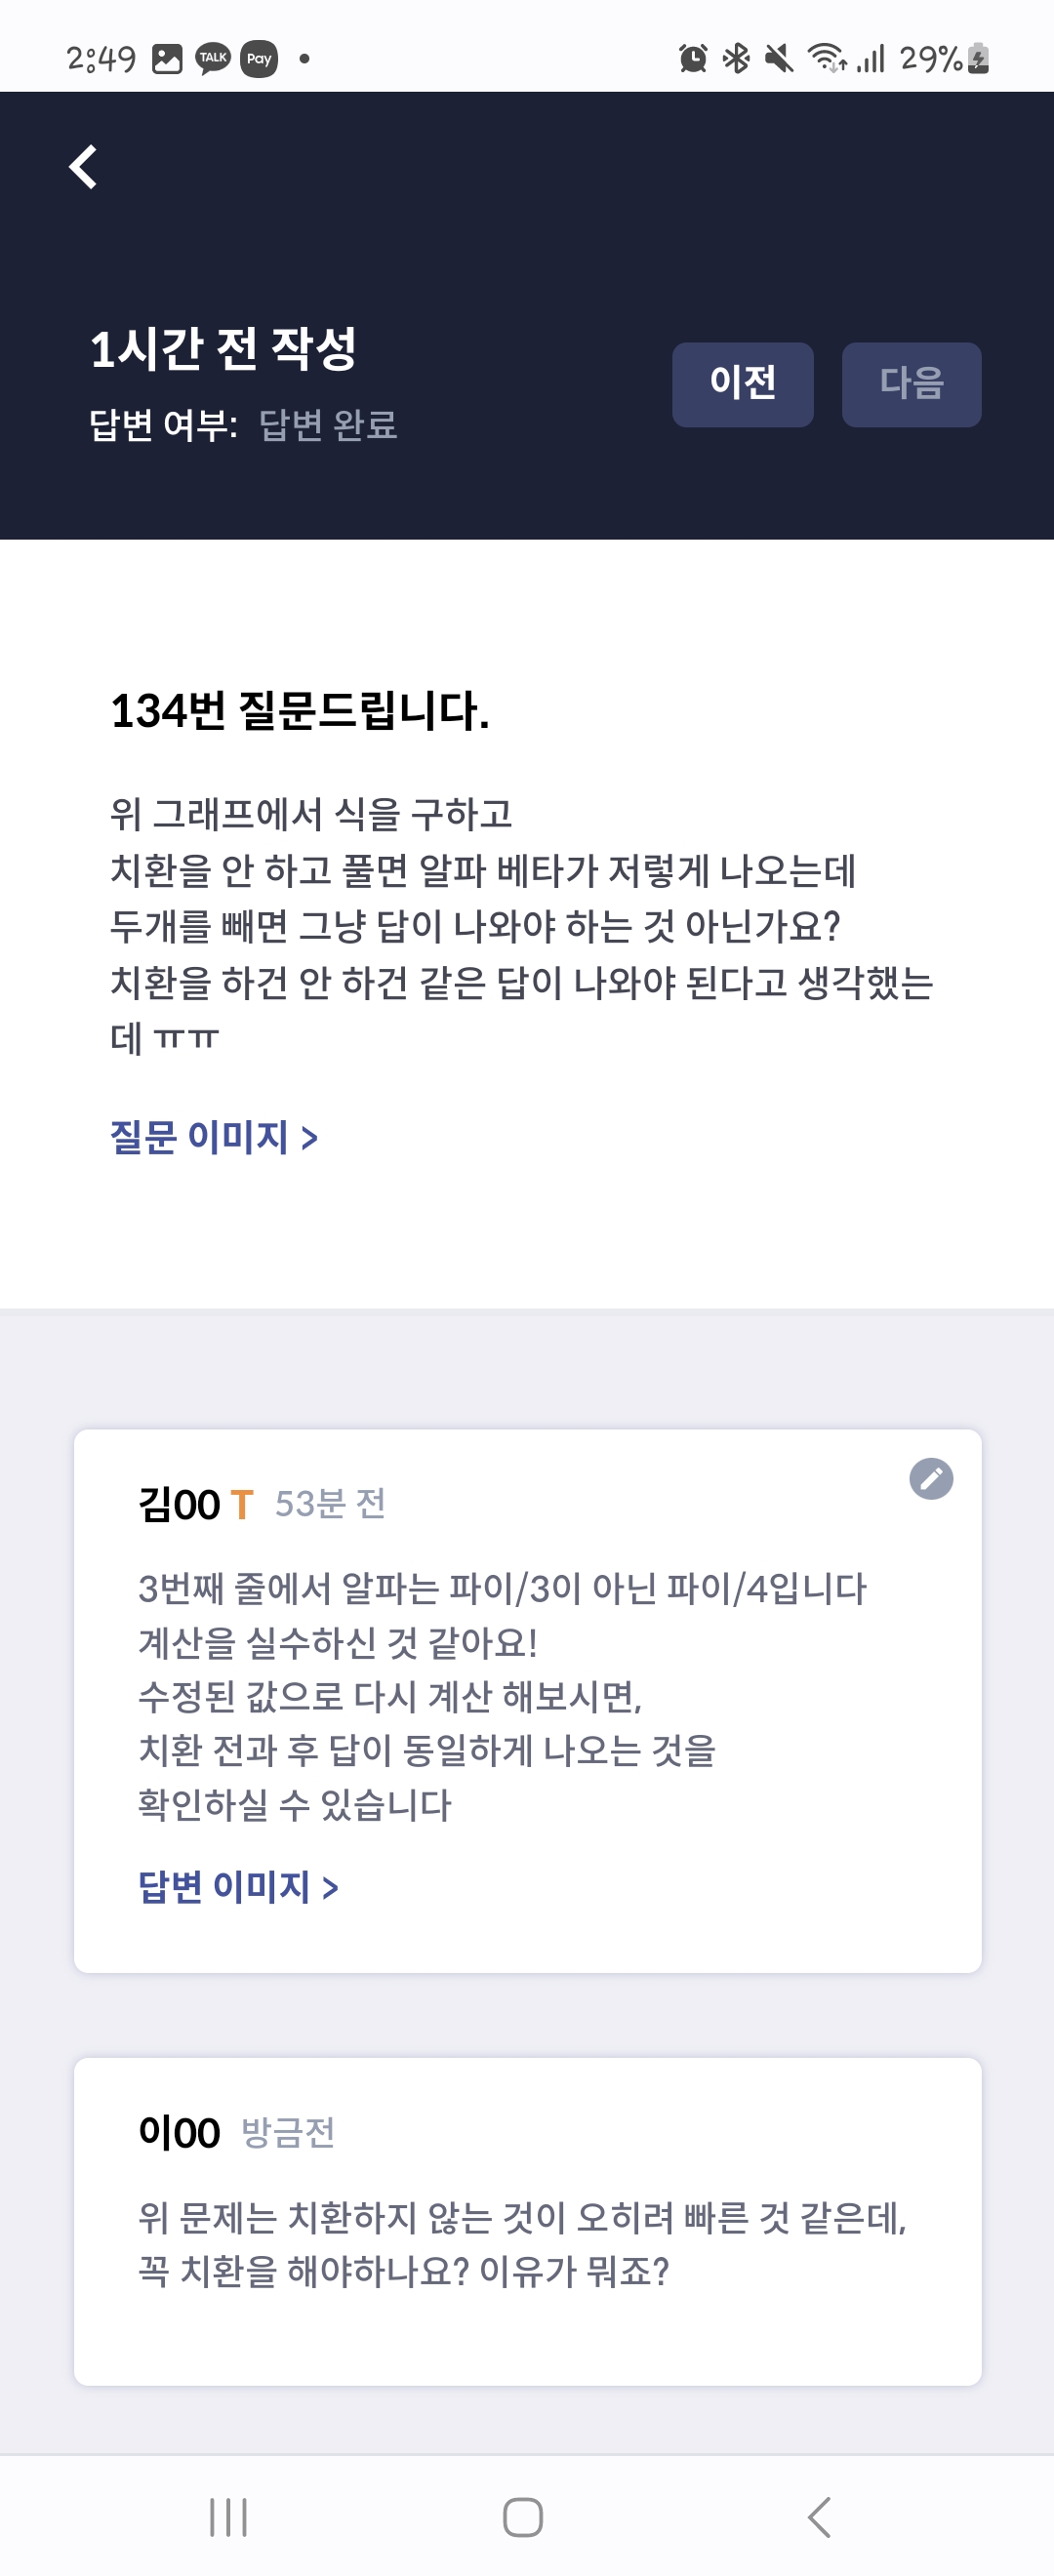 2:49 TALK Pay 29%
1시간 전 작성
답변 여부: 답변 완료
이전 다음
134번 질문드립니다.
위 그래프에서 식을 구하고
치환을 안 하고 풀면 알파 베타가 저렇게 나오는데
두개를 빼면 그냥 답이 나와야 하는 것 아닌가요?
치환을 하건 안 하건 같은 답이 나와야 된다고 생각했는
데 ㅠㅠ
질문 이미지 >
김00 T 53분 전
3번째 줄에서 알파는 파이/3이 아닌 파이/4입니다
계산을 실수하신 것 같아요!
수정된 값으로 다시 계산 해보시면,
치환 전과 후 답이 동일하게 나오는 것을
확인하실 수 있습니다
답변 이미지 >
이00 방금전
위 문제는 치환하지 않는 것이 오히려 빠른 것 같은데,
꼭 치환을 해야하나요? 이유가 뭐죠?